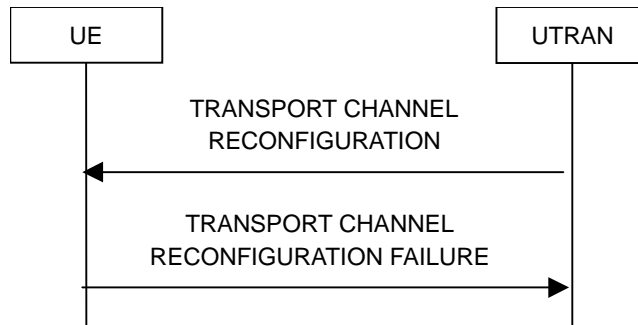 UE
UTRAN
TRANSPORT CHANNEL
RECONFIGURATION
TRANSPORT CHANNEL
RECONFIGURATION FAILURE